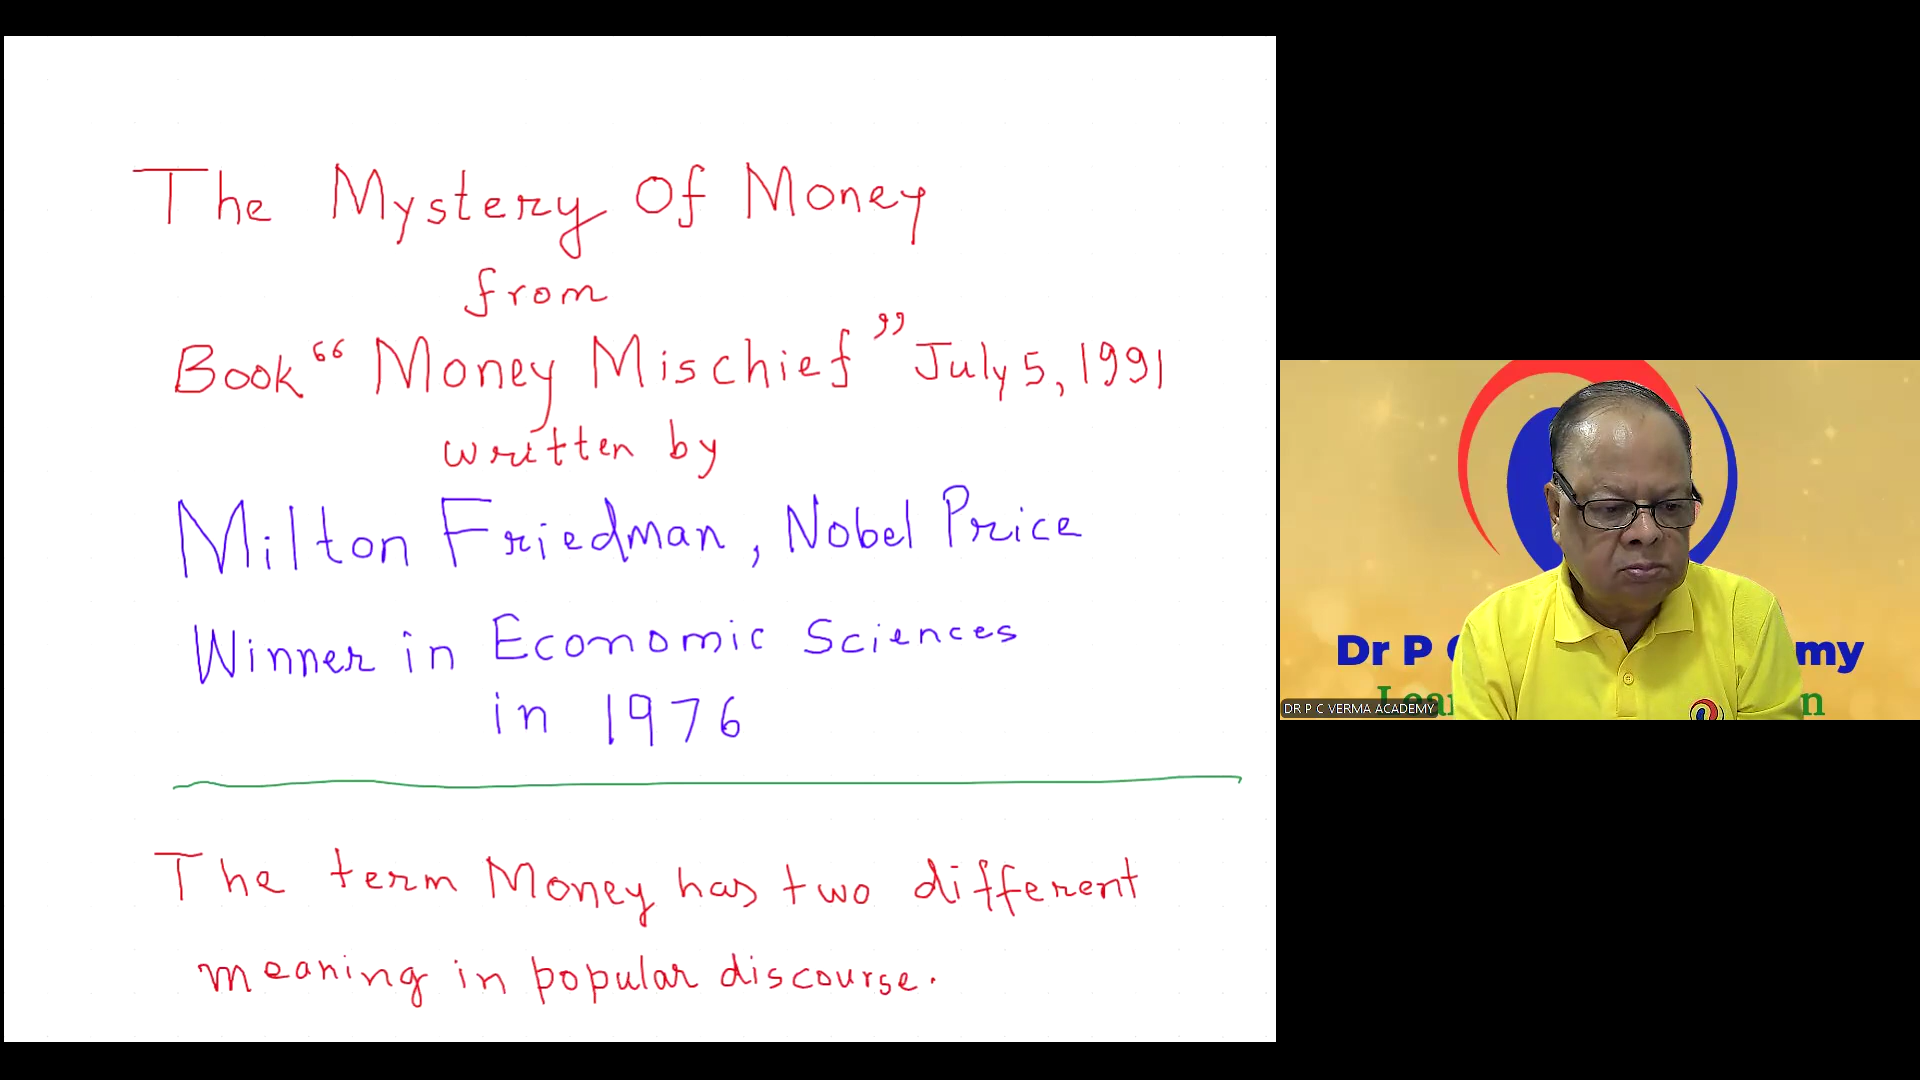 The Mystery Of Money
from
Book "Money Mischief" July 5, 1991
written by
Milton Friedman, Nobel Price
Winner in Economic Sciences
in 1976
The term Money has two different
meaning in popular discourse.
Dr P my
n
DR P C VERMA ACADEMY